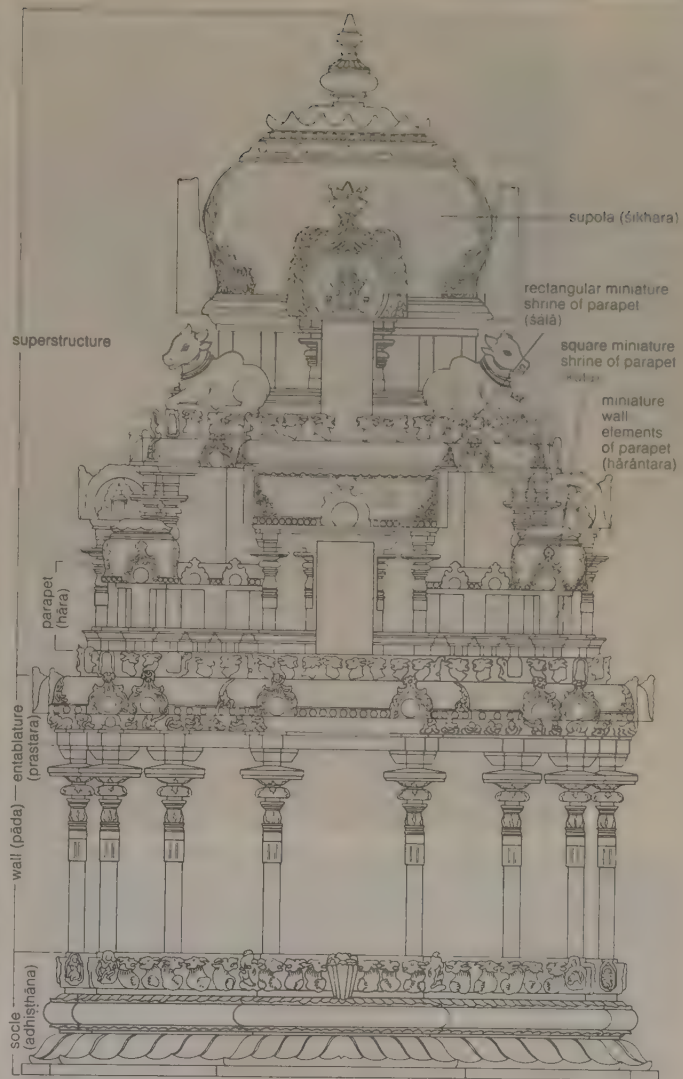 supola (śikhara)
rectangular miniature
shrine of parapet
(śālā)
superstructure
square miniature
shrine of parapet
miniature
wall
elements
of parapet
(hārāntara)
parapet
(hāra)
entablature
(prastara)
wall (pāda)
socle
(adhiṣṭhāna)